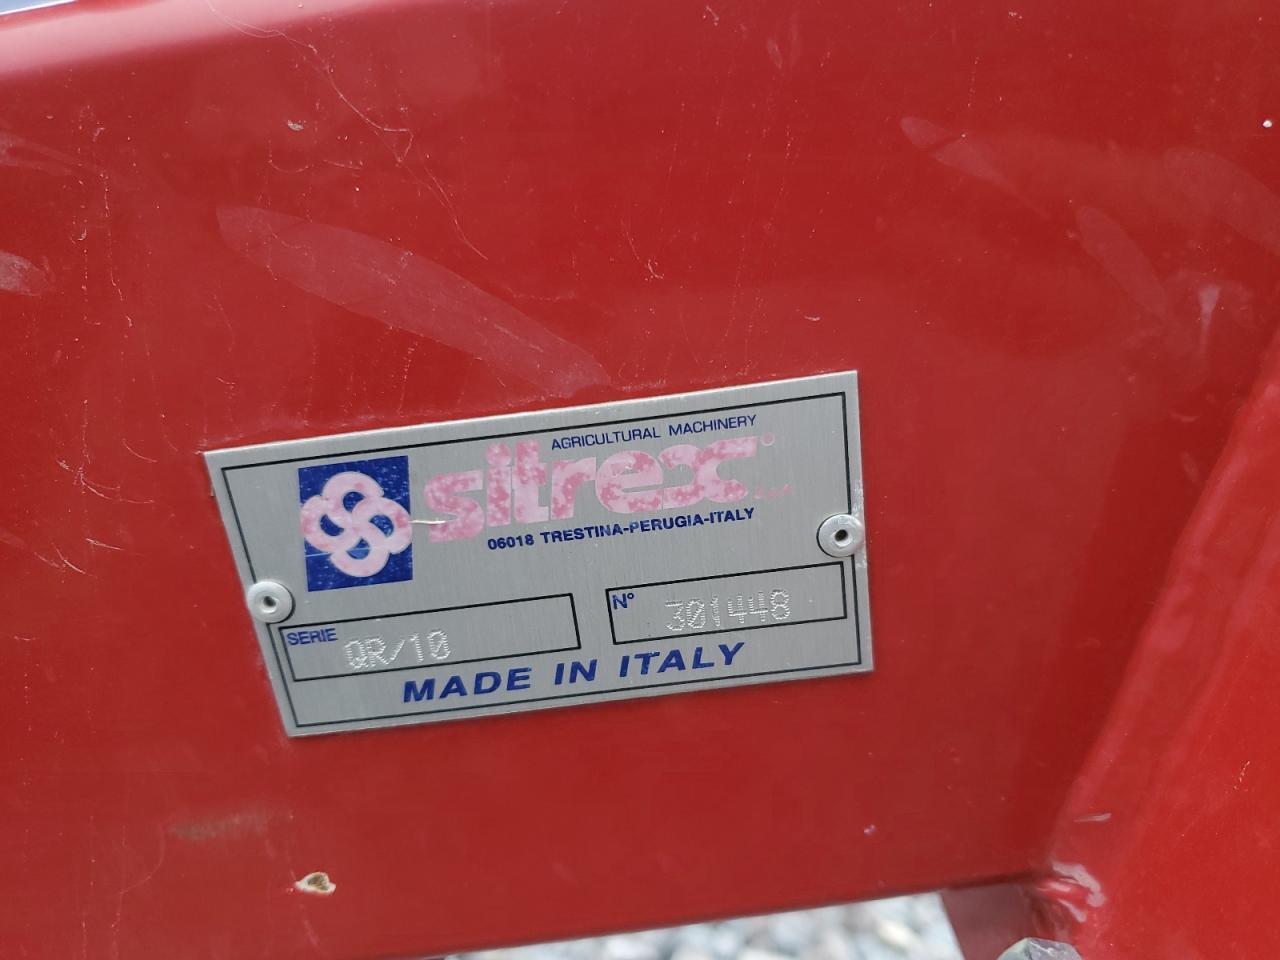 AGRICULTURAL MACHINERY
sitrex
06018 TRESTINA-PERUGIA-ITALY
SERIE QR/10
N° 301448
MADE IN ITALY